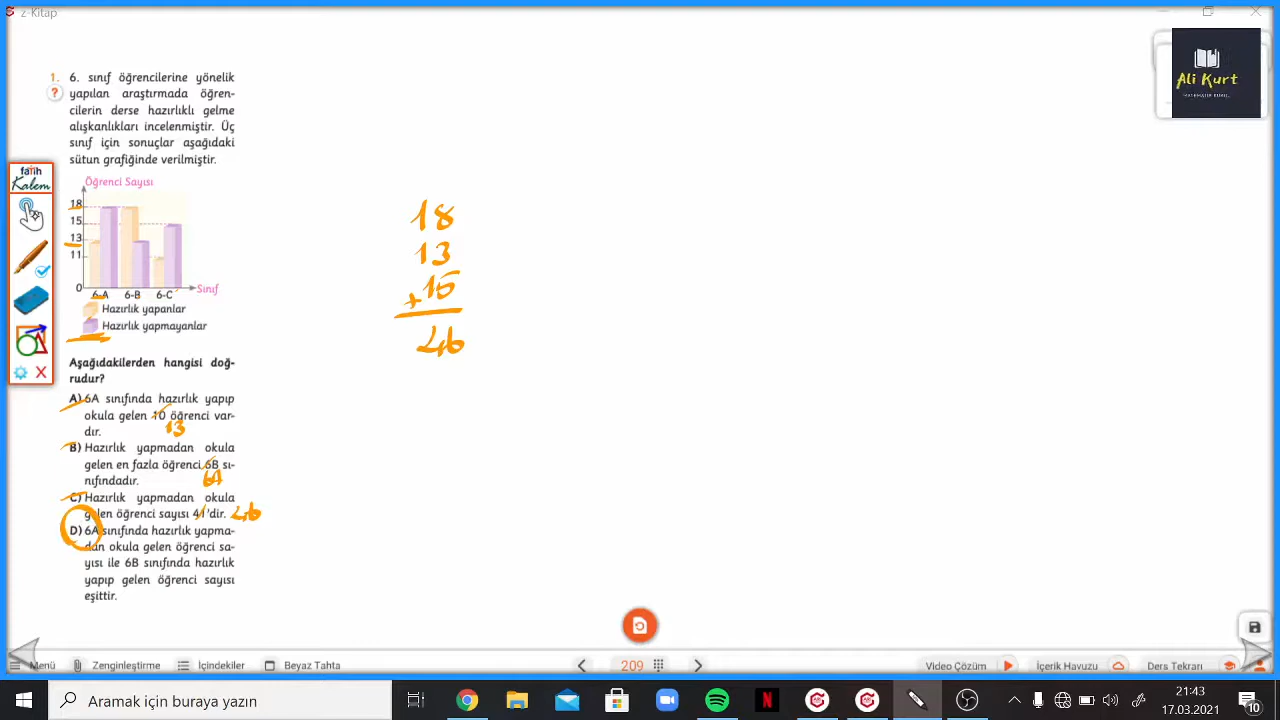 z-Kitap
Ali Kurt
1. 6. sınıf öğrencilerine yönelik
yapılan araştırmada öğren-
cilerin derse hazırlıklı gelme
alışkanlıkları incelenmiştir. Üç
sınıf için sonuçlar aşağıdaki
sütun grafiğinde verilmiştir.
?
fatih
Kalem
Öğrenci Sayısı
18
15
13
11
0
6-A 6-B 6-C Sınıf
Hazırlık yapanlar
Hazırlık yapmayanlar
18
13
+15
46
Aşağıdakilerden hangisi doğ-
rudur?
A) 6A sınıfında hazırlık yapıp
okula gelen 10 öğrenci var-
dır.
13
B) Hazırlık yapmadan okula
gelen en fazla öğrenci 6B sı-
nıfındadır.
6A
C) Hazırlık yapmadan okula
gelen öğrenci sayısı 41'dir. 46
D) 6A sınıfında hazırlık yapma-
dan okula gelen öğrenci sa-
yısı ile 6B sınıfında hazırlık
yapıp gelen öğrenci sayısı
eşittir.
Menü Zenginleştirme İçindekiler Beyaz Tahta 209 Video Çözüm İçerik Havuzu Ders Tekrarı
Aramak için buraya yazın
21:43
17.03.2021
10